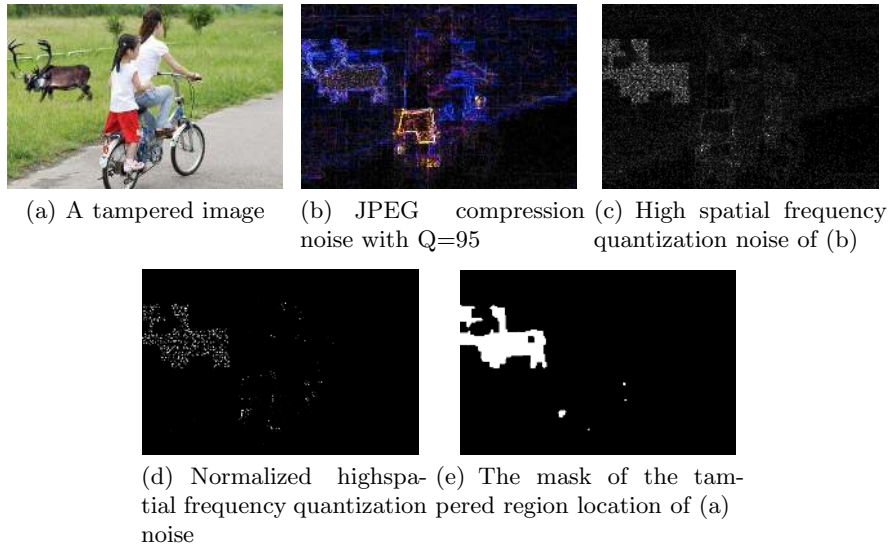 (a) A tampered image
(b) JPEG compression
noise with Q=95
(c) High spatial frequency
quantization noise of (b)
(d) Normalized highspa-
tial frequency quantization
noise
(e) The mask of the tam-
pered region location of (a)